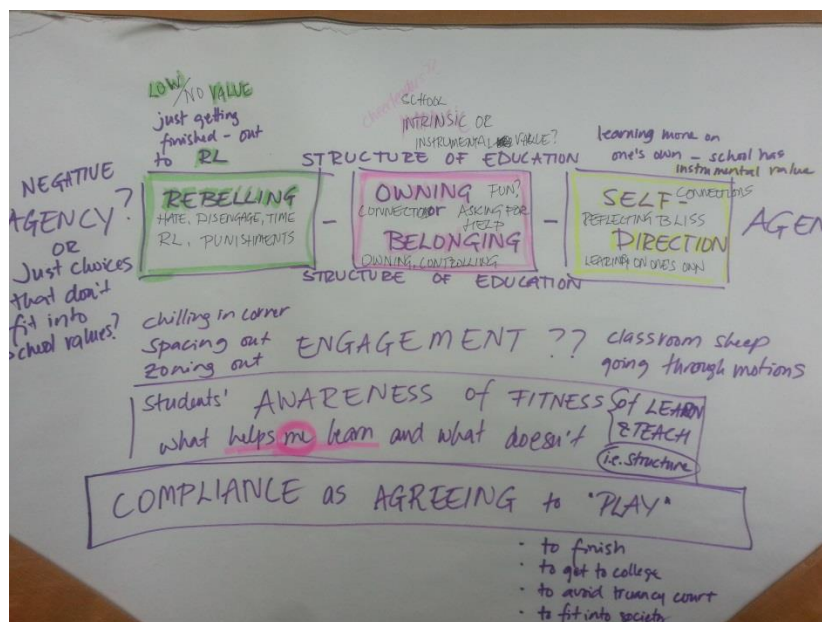 LOW/NO VALUE
just getting
finished - out
to RL
SCHOOL
INTRINSIC OR
INSTRUMENTAL VALUE?
learning more on
one's own - school has
instrumental value
STRUCTURE OF EDUCATION
NEGATIVE
AGENCY?
OR
Just choices
that don't
fit into
school values?
REBELLING
HATE, DISENGAGE, TIME
RL, PUNISHMENTS
-
OWNING FUN?
CONNECTION or ASKING FOR
HELP
BELONGING
OWNING, CONTROLLING
-
SELF-
CONNECTIONS
REFLECTING BLISS
DIRECTION
LEARING ON ONE'S OWN
AGEN
STRUCTURE OF EDUCATION
chilling in corner
spacing out
zoning out
ENGAGEMENT ??
classroom sheep
going through motions
Students' AWARENESS of FITNESS of LEARN
& TEACH
what helps me learn and what doesn't
i.e. structure
COMPLIANCE as AGREEING to "PLAY"
· to finish
· to get to college
· to avoid truancy court
· to fit into society